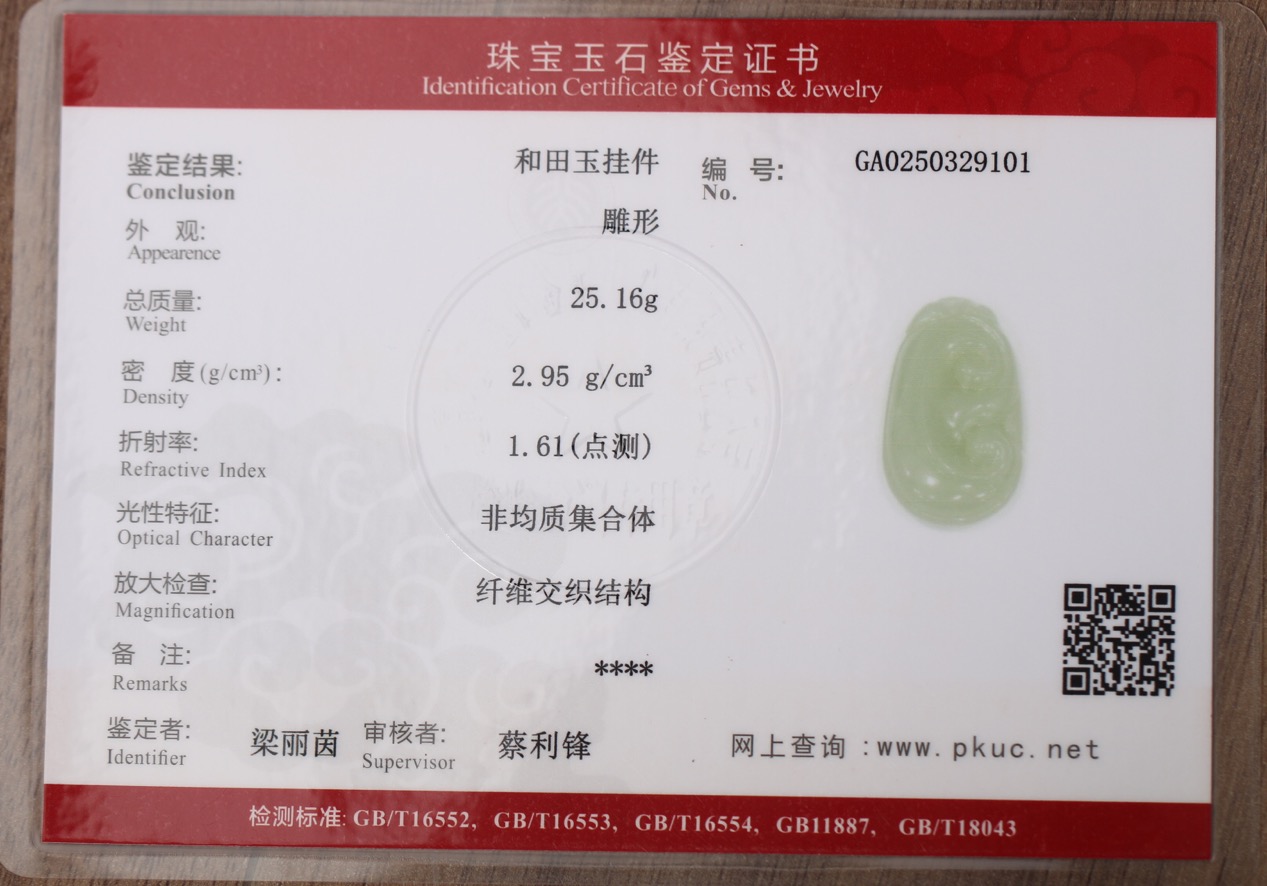 珠宝玉石鉴定证书
Identification Certificate of Gems & Jewelry
鉴定结果: 和田玉挂件 编 号: GA0250329101
Conclusion No.
外 观: 雕形
Appearence
总质量: 25.16g
Weight
密 度(g/cm³): 2.95 g/cm³
Density
折射率: 1.61(点测)
Refractive Index
光性特征: 非均质集合体
Optical Character
放大检查: 纤维交织结构
Magnification
备 注: ****
Remarks
鉴定者: 梁丽茵 审核者: 蔡利锋 网上查询 :www.pkuc.net
Identifier Supervisor
检测标准: GB/T16552, GB/T16553, GB/T16554, GB11887, GB/T18043